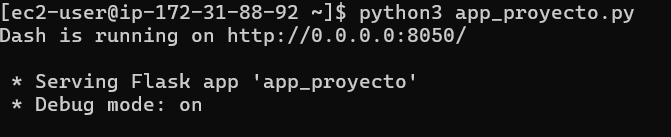 [ec2-user@ip-172-31-88-92 ~]$ python3 app_proyecto.py
Dash is running on http://0.0.0.0:8050/
* Serving Flask app 'app_proyecto'
* Debug mode: on